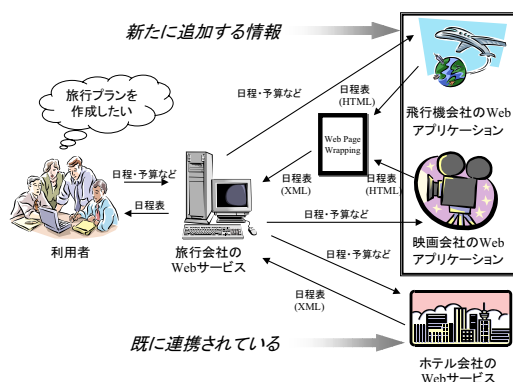 新たに追加する情報
旅行プランを
作成したい
日程・予算など
日程表
(HTML)
飛行機会社のWeb
アプリケーション
Web Page
Wrapping
日程・予算など
日程表
(XML)
日程表
(HTML)
日程表
日程・予算など
利用者
旅行会社の
Webサービス
映画会社のWeb
アプリケーション
日程・予算など
日程表
(XML)
既に連携されている
ホテル会社の
Webサービス